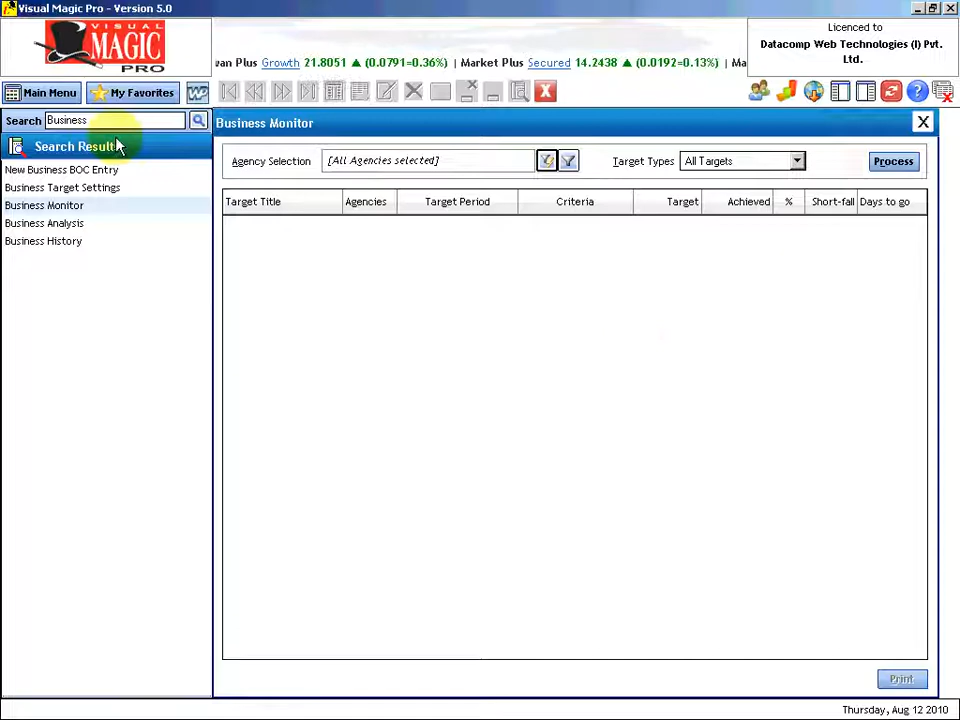 Visual Magic Pro - Version 5.0
VISUAL
MAGIC
PRO
van Plus Growth 21.8051 ▲ (0.0791=0.36%) | Market Plus Secured 14.2438 ▲ (0.0192=0.13%) | Ma
Licenced to
Datacomp Web Technologies (I) Pvt.
Ltd.
Main Menu
My Favorites
WP
Search Business
Search Result
New Business BOC Entry
Business Target Settings
Business Monitor
Business Analysis
Business History
Business Monitor
Agency Selection [All Agencies selected] Target Types All Targets Process
Target Title Agencies Target Period Criteria Target Achieved % Short-fall Days to go
Print
Thursday, Aug 12 2010